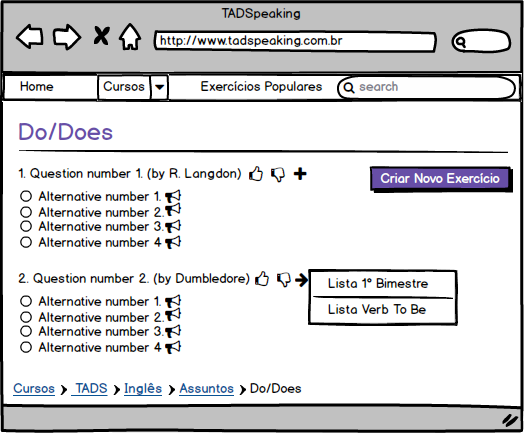 TADSpeaking
http://www.tadspeaking.com.br
Home Cursos Exercícios Populares search
Do/Does
1. Question number 1. (by R. Langdon)
Criar Novo Exercício
Alternative number 1.
Alternative number 2.
Alternative number 3.
Alternative number 4
2. Question number 2. (by Dumbledore)
Lista 1º Bimestre
Lista Verb To Be
Alternative number 1.
Alternative number 2.
Alternative number 3.
Alternative number 4
Cursos TADS Inglês Assuntos Do/Does